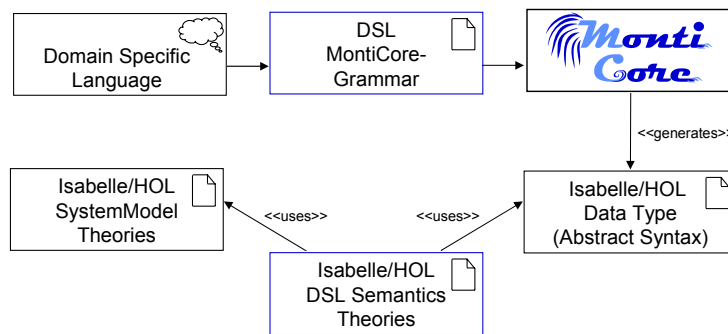 Domain Specific
Language
DSL
MontiCore-
Grammar
Monti
Core
<<generates>>
Isabelle/HOL
SystemModel
Theories
<<uses>>
<<uses>>
Isabelle/HOL
Data Type
(Abstract Syntax)
Isabelle/HOL
DSL Semantics
Theories